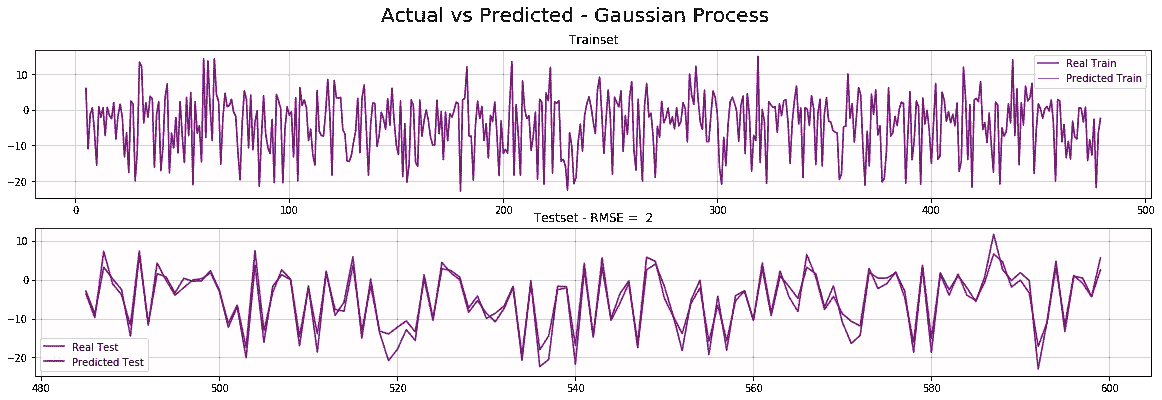 Actual vs Predicted - Gaussian Process
Trainset
10
0
−10
−20
Real Train
Predicted Train
0 100 200 300 400 500
Testset - RMSE = 2
10
0
−10
−20
Real Test
Predicted Test
480 500 520 540 560 580 600